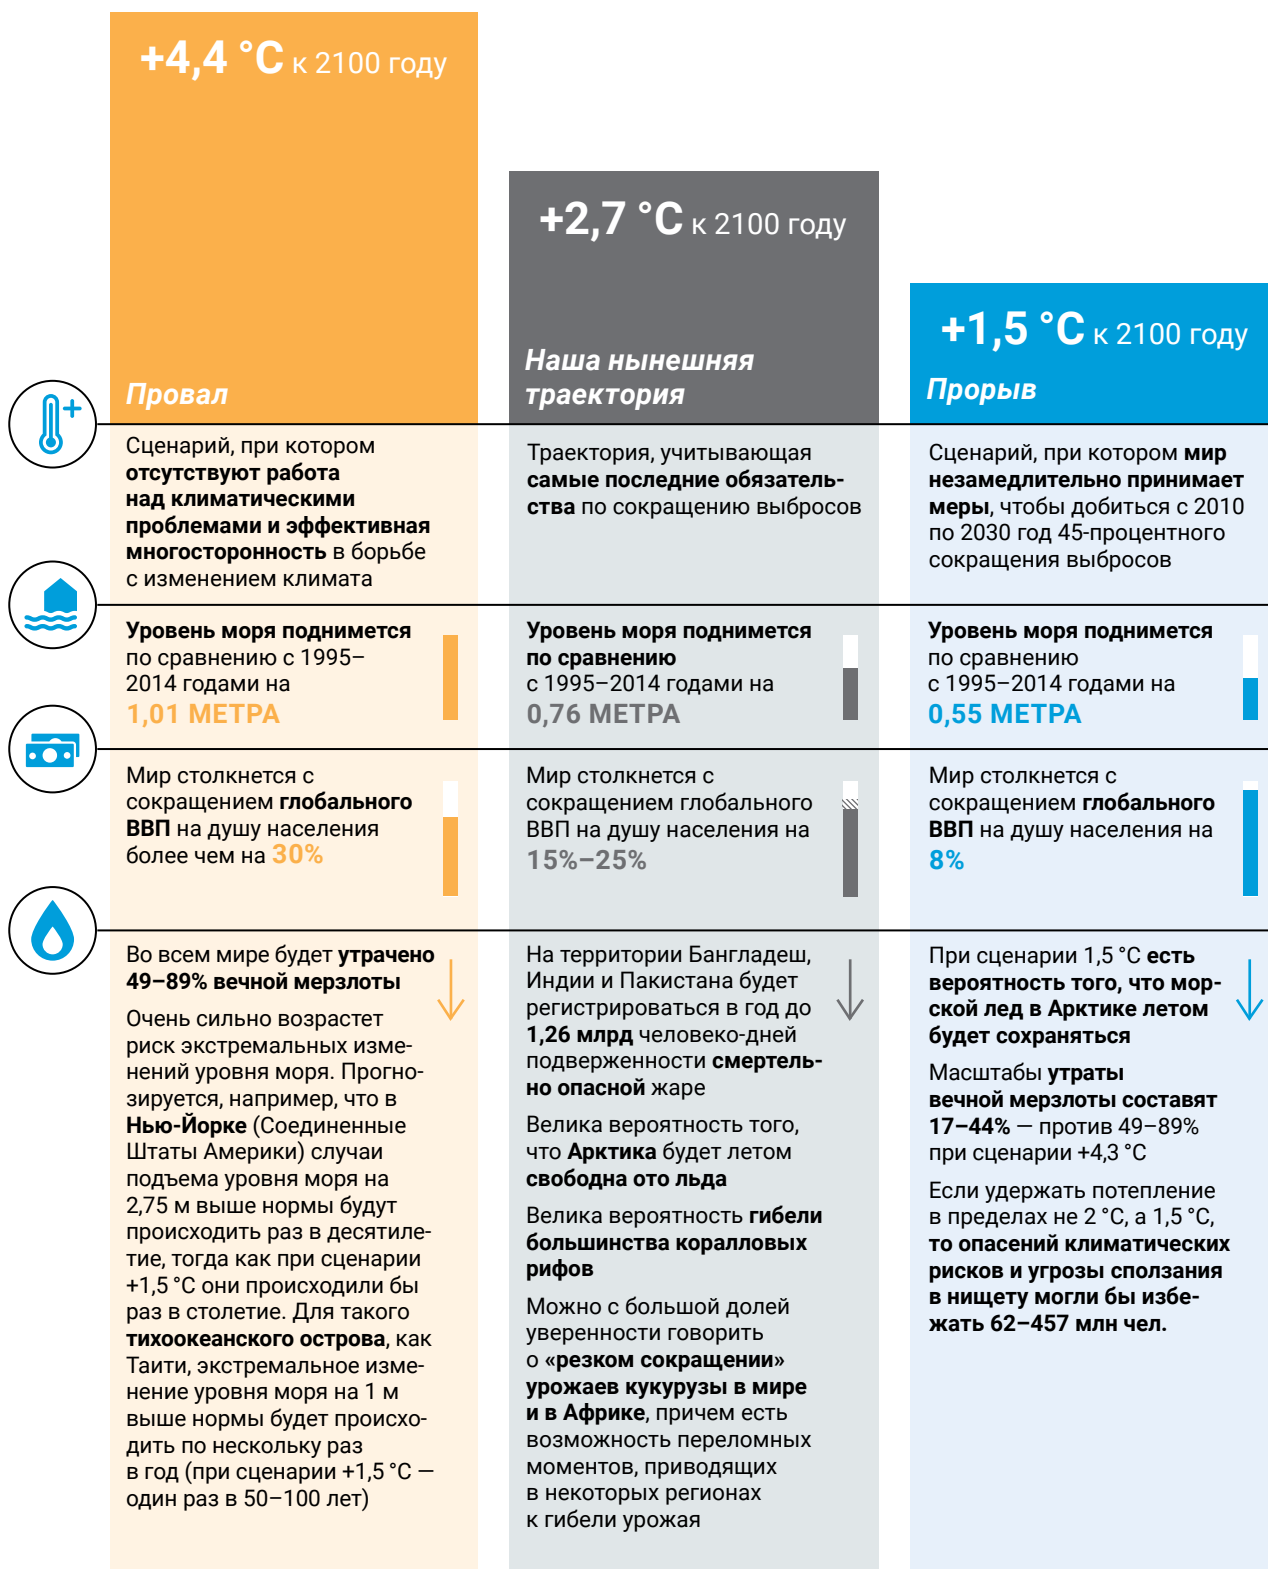 +4,4 °C к 2100 году
Провал
Сценарий, при котором
отсутствуют работа
над климатическими
проблемами и эффективная
многосторонность в борьбе
с изменением климата
Уровень моря поднимется
по сравнению с 1995–
2014 годами на
1,01 МЕТРА
Мир столкнется с
сокращением глобального
ВВП на душу населения
более чем на 30%
Во всем мире будет утрачено
49–89% вечной мерзлоты
Очень сильно возрастет
риск экстремальных изме-
нений уровня моря. Прогно-
зируется, например, что в
Нью-Йорке (Соединенные
Штаты Америки) случаи
подъема уровня моря на
2,75 м выше нормы будут
происходить раз в десятиле-
тие, тогда как при сценарии
+1,5 °C они происходили бы
раз в столетие. Для такого
тихоокеанского острова, как
Таити, экстремальное изме-
нение уровня моря на 1 м
выше нормы будет происхо-
дить по нескольку раз
в год (при сценарии +1,5 °C —
один раз в 50–100 лет)
+2,7 °C к 2100 году
Наша нынешняя
траектория
Траектория, учитывающая
самые последние обязатель-
ства по сокращению выбросов
Уровень моря поднимется
по сравнению
с 1995–2014 годами на
0,76 МЕТРА
Мир столкнется с
сокращением глобального
ВВП на душу населения на
15%–25%
На территории Бангладеш,
Индии и Пакистана будет
регистрироваться в год до
1,26 млрд человеко-дней
подверженности смертель-
но опасной жаре
Велика вероятность того,
что Арктика будет летом
свободна ото льда
Велика вероятность гибели
большинства коралловых
рифов
Можно с большой долей
уверенности говорить
о «резком сокращении»
урожаев кукурузы в мире
и в Африке, причем есть
возможность переломных
моментов, приводящих
в некоторых регионах
к гибели урожая
+1,5 °C к 2100 году
Прорыв
Сценарий, при котором мир
незамедлительно принимает
меры, чтобы добиться с 2010
по 2030 год 45-процентного
сокращения выбросов
Уровень моря поднимется
по сравнению
с 1995–2014 годами на
0,55 МЕТРА
Мир столкнется с
сокращением глобального
ВВП на душу населения на
8%
При сценарии 1,5 °C есть
вероятность того, что мор-
ской лед в Арктике летом
будет сохраняться
Масштабы утраты
вечной мерзлоты составят
17–44% — против 49–89%
при сценарии +4,3 °C
Если удержать потепление
в пределах не 2 °C, а 1,5 °C,
то опасений климатических
рисков и угрозы сползания
в нищету могли бы избе-
жать 62–457 млн чел.